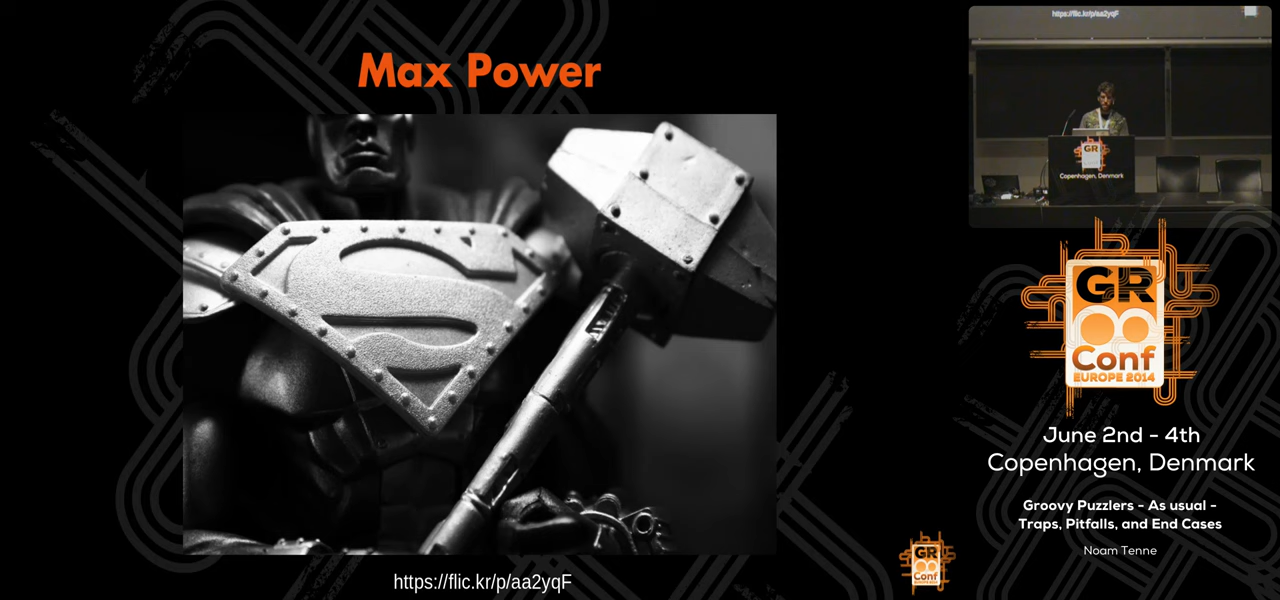 Max Power
https://flic.kr/p/aa2yqF
https://flic.kr/p/aa2yqF
GR
Copenhagen, Denmark
GR
Conf
EUROPE 2014
June 2nd - 4th
Copenhagen, Denmark
Groovy Puzzlers - As usual -
Traps, Pitfalls, and End Cases
Noam Tenne
GR
Conf